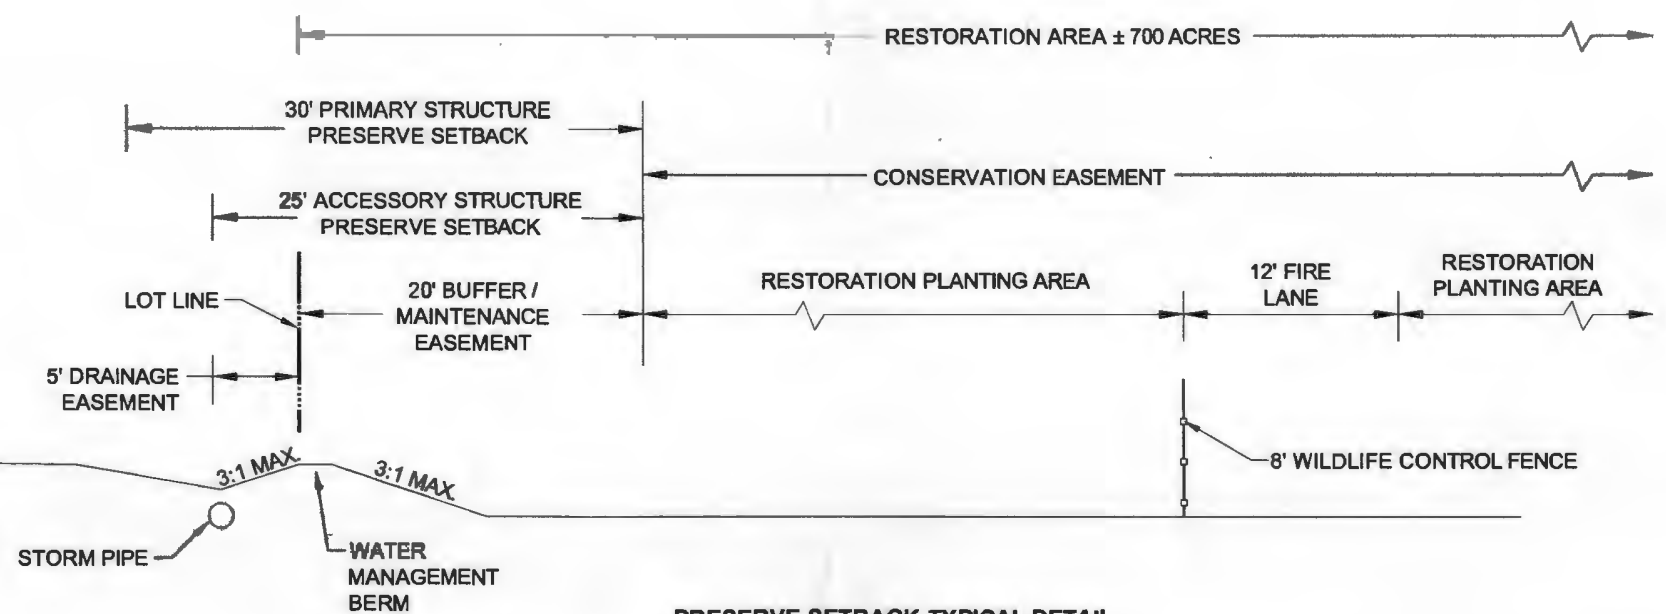 RESTORATION AREA ± 700 ACRES
30' PRIMARY STRUCTURE
PRESERVE SETBACK
CONSERVATION EASEMENT
25' ACCESSORY STRUCTURE
PRESERVE SETBACK
LOT LINE
20' BUFFER /
MAINTENANCE
EASEMENT
RESTORATION PLANTING AREA
12' FIRE
LANE
RESTORATION
PLANTING AREA
5' DRAINAGE
EASEMENT
3:1 MAX.
3:1 MAX.
8' WILDLIFE CONTROL FENCE
STORM PIPE
WATER
MANAGEMENT
BERM
PRESERVE SETBACK TYPICAL DETAIL